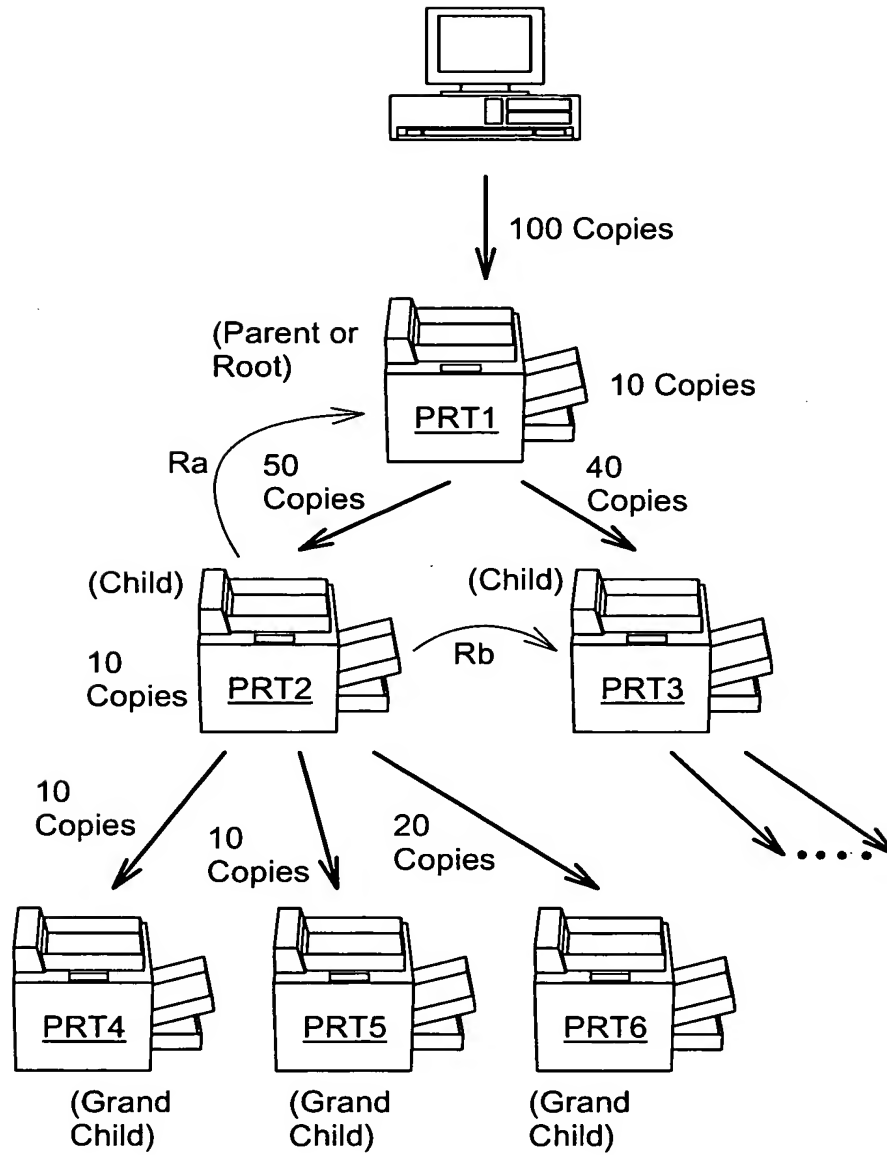 100 Copies
(Parent or
Root)
10 Copies
PRT1
Ra
50
Copies
40
Copies
(Child)
(Child)
10
Copies
PRT2
Rb
PRT3
10
Copies
10
Copies
20
Copies
PRT4
PRT5
PRT6
(Grand
Child)
(Grand
Child)
(Grand
Child)